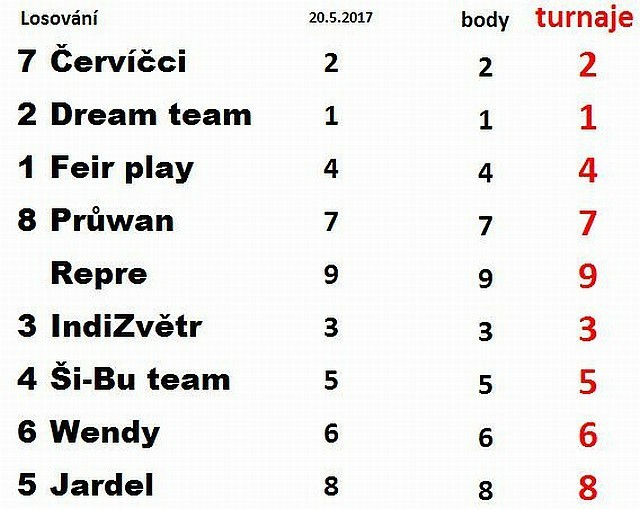 Losování 20.5.2017 body turnaje
7 Červíčci 2 2 2
2 Dream team 1 1 1
1 Feir play 4 4 4
8 Průwan 7 7 7
Repre 9 9 9
3 IndiZvětr 3 3 3
4 Ši-Bu team 5 5 5
6 Wendy 6 6 6
5 Jardel 8 8 8